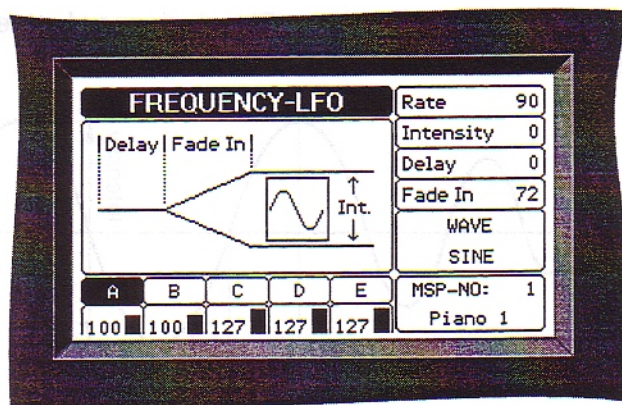 FREQUENCY-LFO
Rate 90
Intensity 0
Delay 0
Fade In 72
WAVE
SINE
MSP-NO: 1
Piano 1
Delay Fade In
Int.
A B C D E
100 100 127 127 127